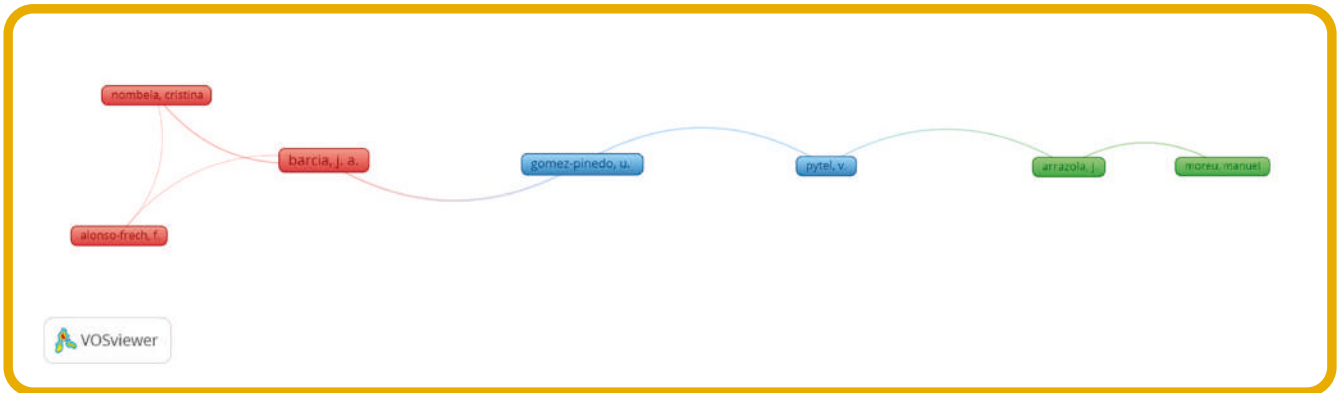 nombela, cristina
barcia, j. a.
gomez-pinedo, u.
pytel, v.
arrazola, j.
moreu, manuel
alonso-frech, f.
VOSviewer